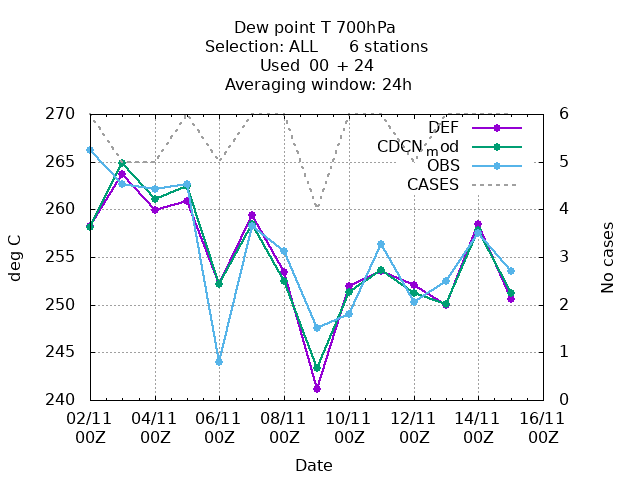 Dew point T 700hPa
Selection: ALL      6 stations
Used  00  + 24
Averaging window: 24h
270
265
260
255
250
245
240
deg C
6
5
4
3
2
1
0
No cases
DEF
CDCN_mod
OBS
CASES
02/11 04/11 06/11 08/11 10/11 12/11 14/11 16/11
00Z 00Z 00Z 00Z 00Z 00Z 00Z 00Z
Date